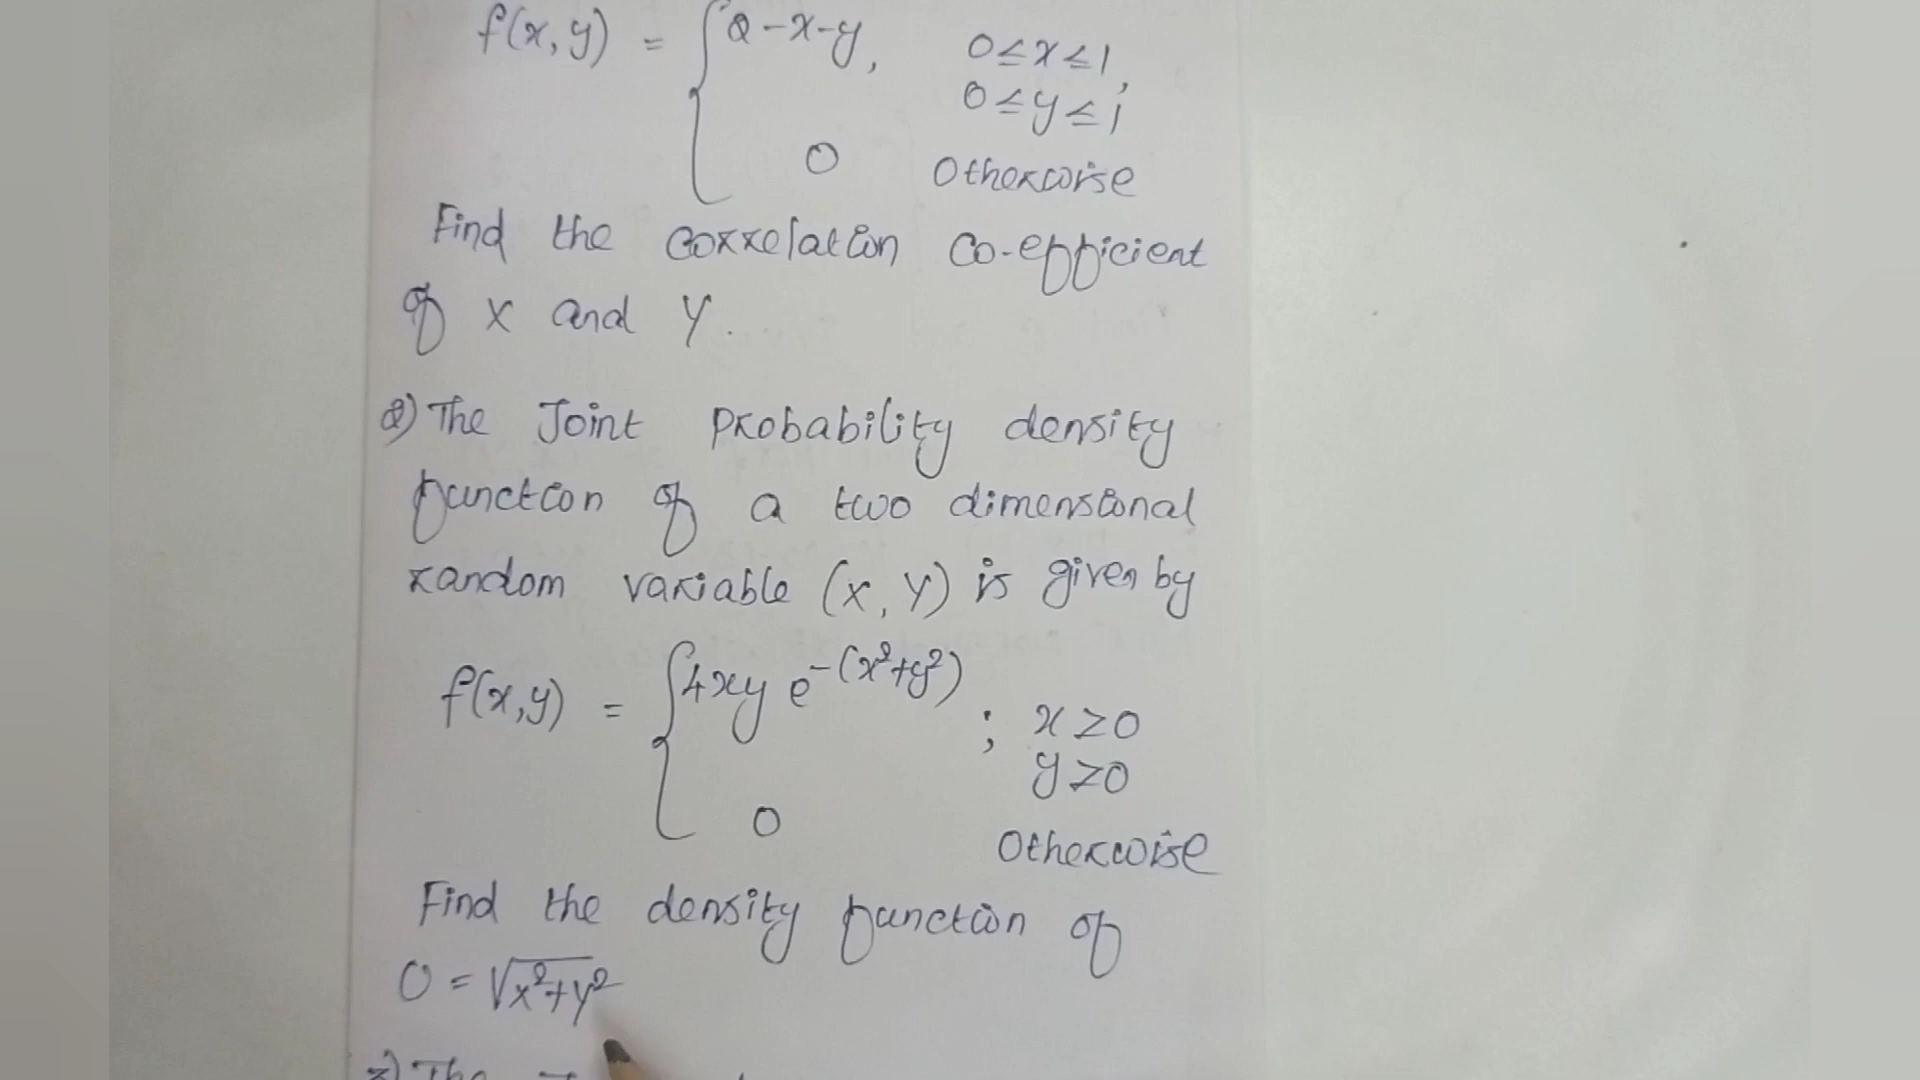 f(x, y) = { 2-x-y, 0≤x≤1,
0≤y≤1
0 Otherwise
Find the correlation co-efficient
of X and Y.
2) The Joint probability density
function of a two dimensional
random variable (X, Y) is given by
f(x,y) = { 4xy e^-(x²+y²) ; x≥0
y≥0
0 Otherwise
Find the density function of
U = √x²+y²
3) The